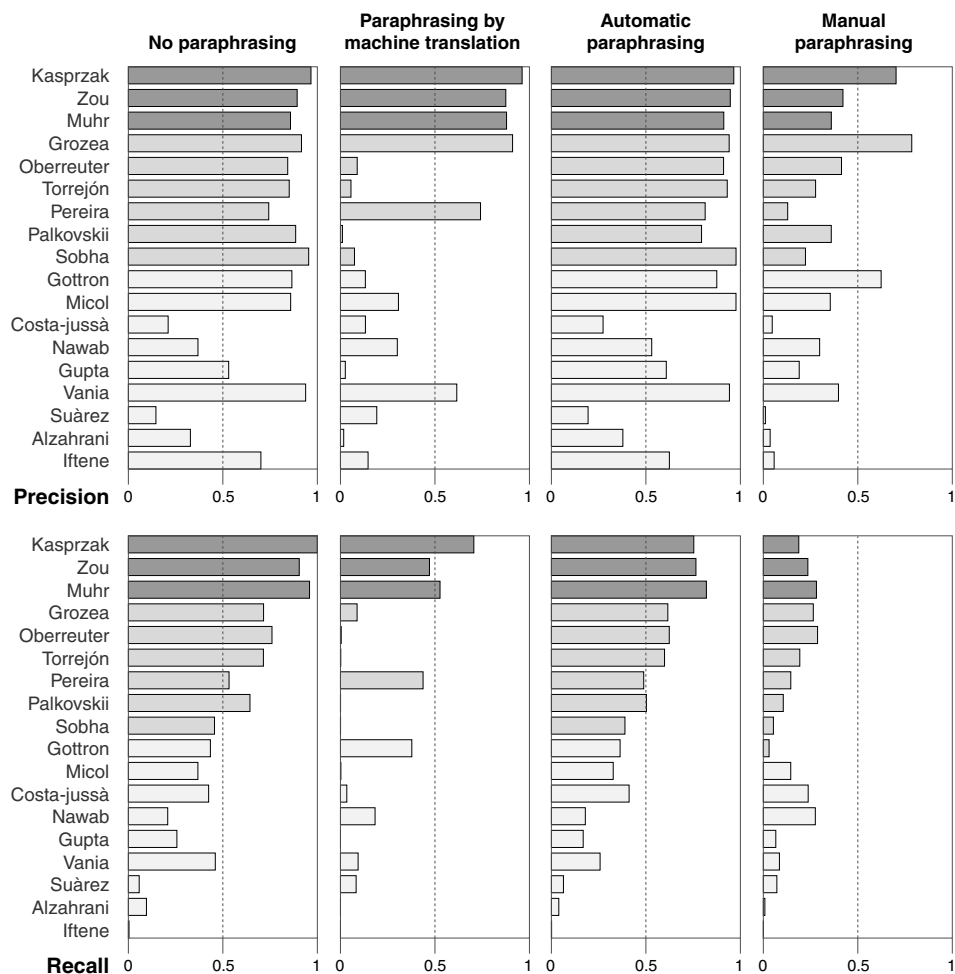 No paraphrasing
Paraphrasing by
machine translation
Automatic
paraphrasing
Manual
paraphrasing
Kasprzak
Zou
Muhr
Grozea
Oberreuter
Torrejón
Pereira
Palkovskii
Sobha
Gottron
Micol
Costa-jussà
Nawab
Gupta
Vania
Suàrez
Alzahrani
Iftene
Precision
0 0.5 1
0 0.5 1
0 0.5 1
0 0.5 1
Kasprzak
Zou
Muhr
Grozea
Oberreuter
Torrejón
Pereira
Palkovskii
Sobha
Gottron
Micol
Costa-jussà
Nawab
Gupta
Vania
Suàrez
Alzahrani
Iftene
Recall
0 0.5 1
0 0.5 1
0 0.5 1
0 0.5 1